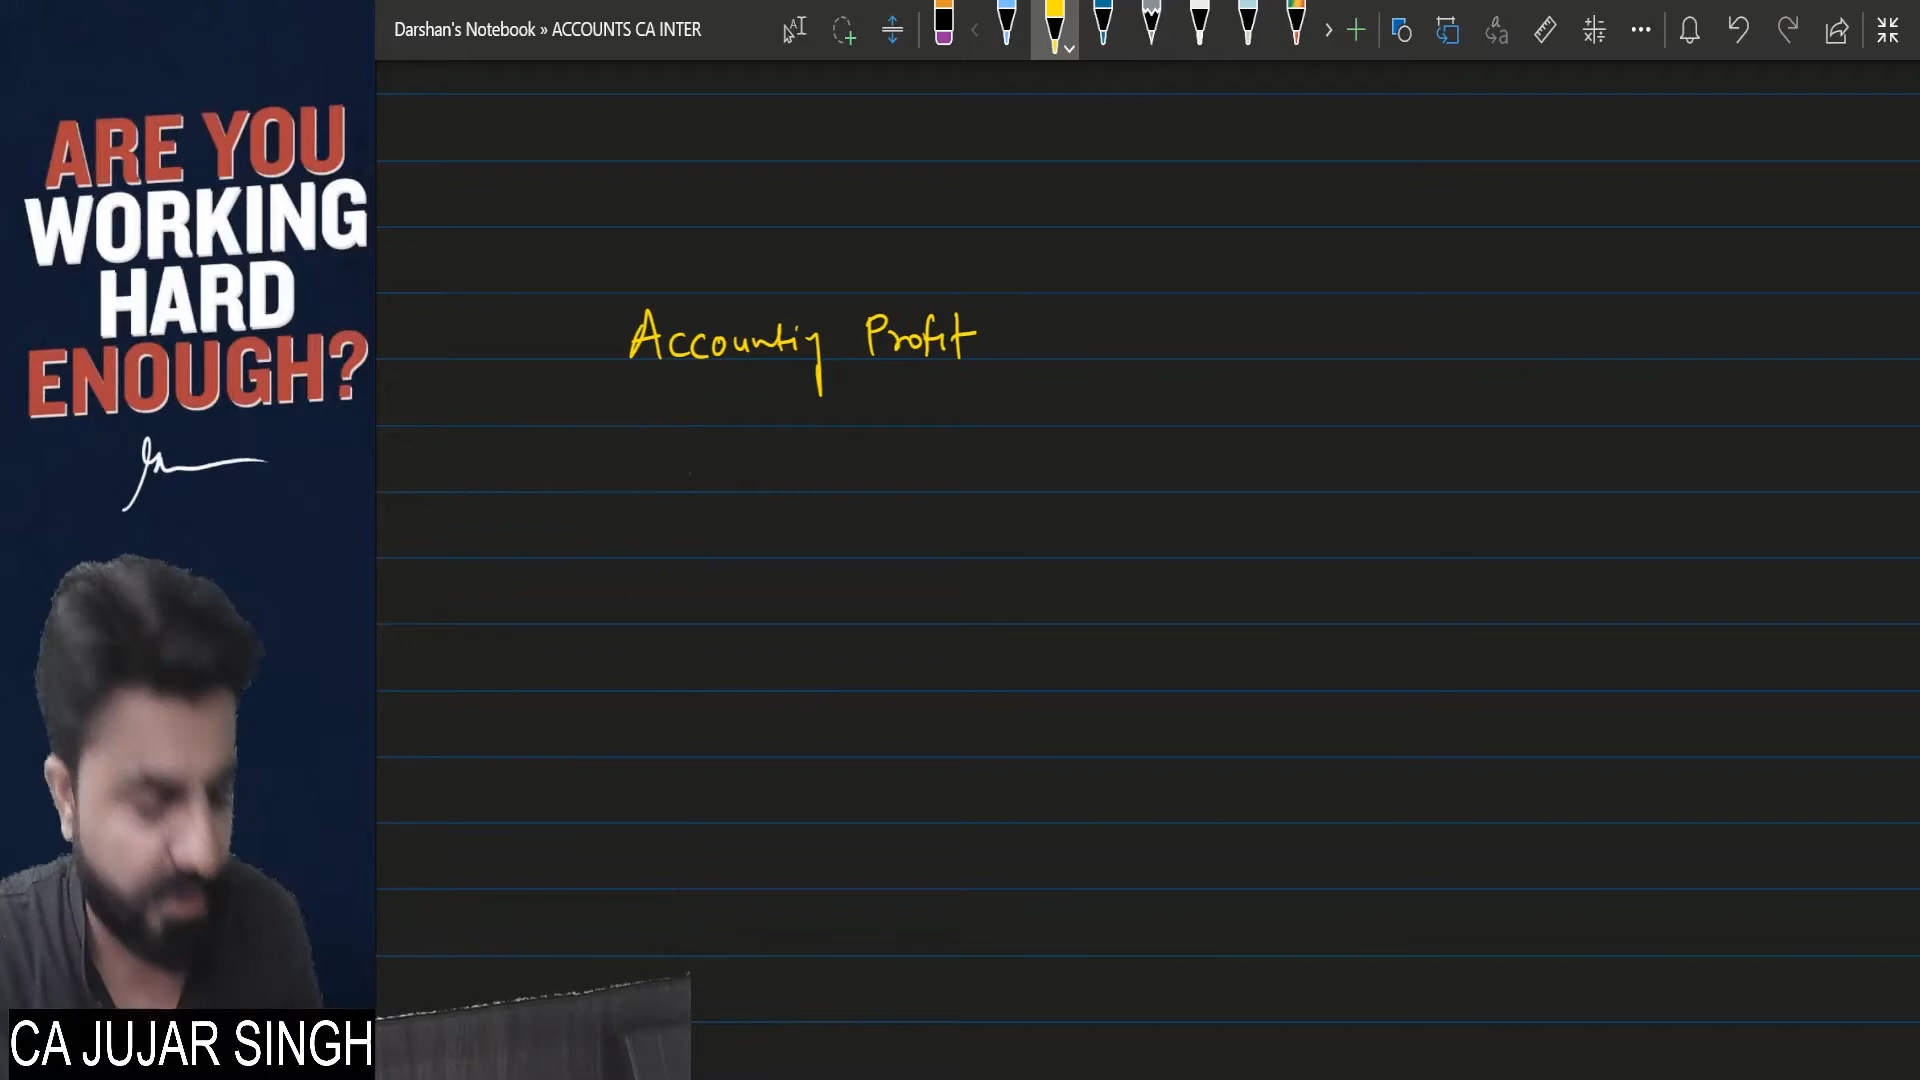 Darshan's Notebook » ACCOUNTS CA INTER
ARE YOU
WORKING
HARD
ENOUGH?
Accounting Profit
CA JUJAR SINGH